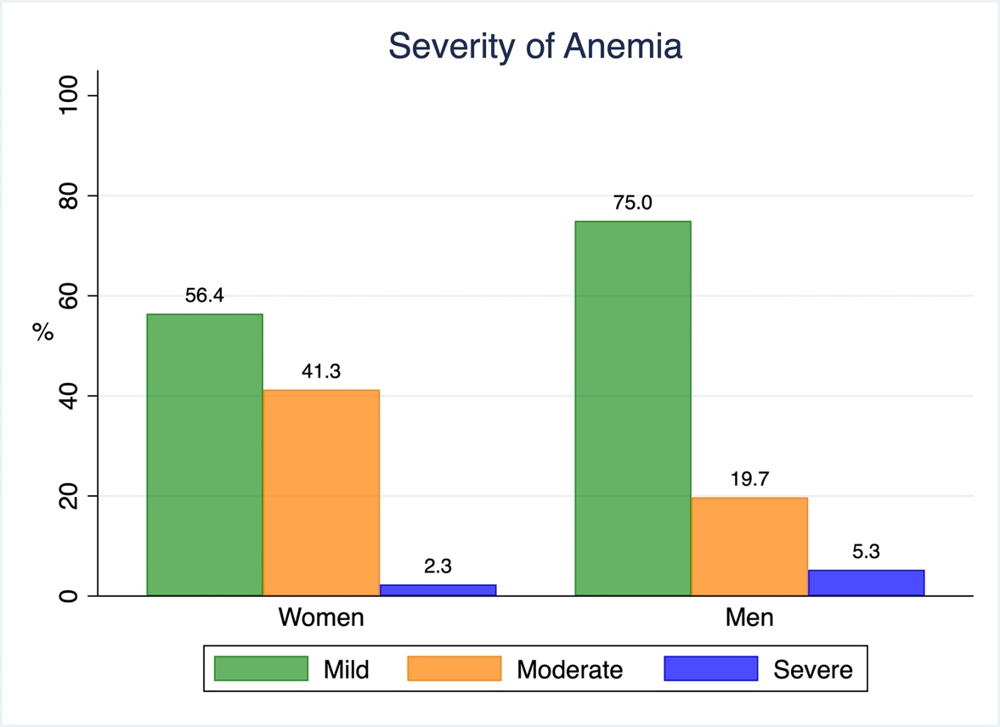 Severity of Anemia
100
80
60
40
20
0
%
56.4
41.3
2.3
75.0
19.7
5.3
Women
Men
Mild
Moderate
Severe